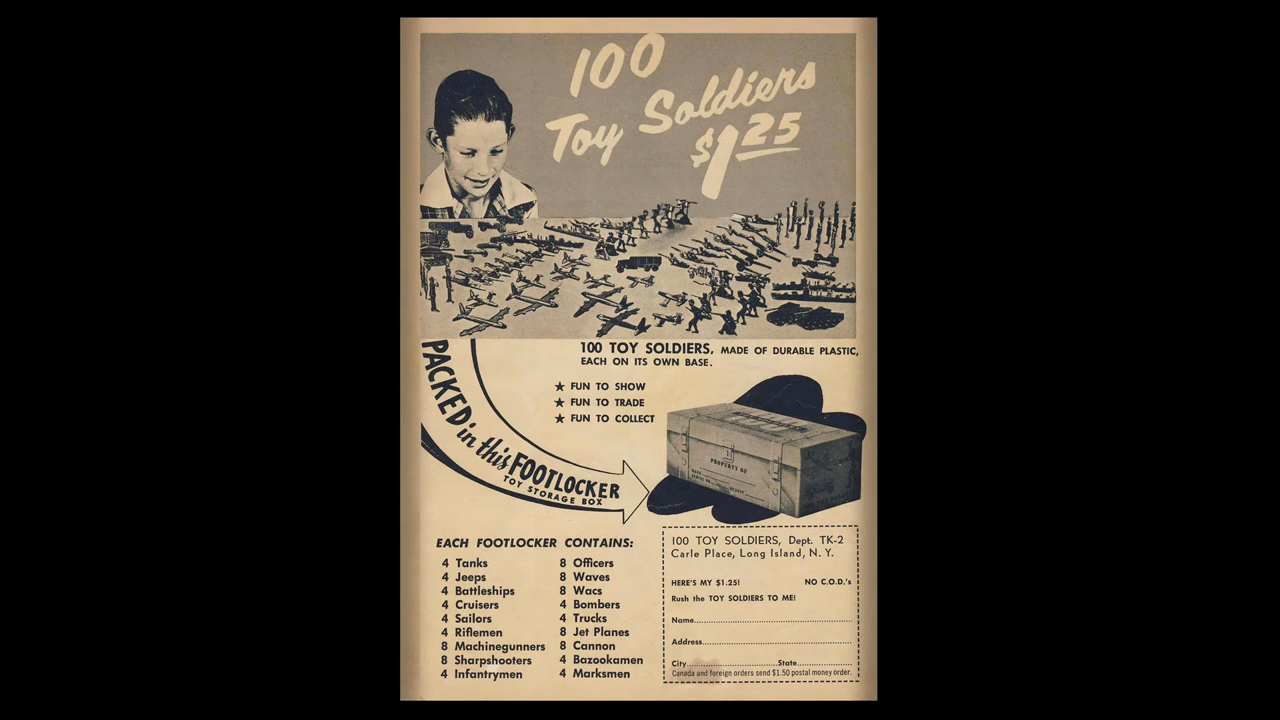 100
Toy Soldiers
$1.25
100 TOY SOLDIERS, MADE OF DURABLE PLASTIC,
EACH ON ITS OWN BASE.
★ FUN TO SHOW
★ FUN TO TRADE
★ FUN TO COLLECT
PACKED in this FOOTLOCKER
TOY STORAGE BOX
PROPERTY OF
EACH FOOTLOCKER CONTAINS:
4 Tanks
4 Jeeps
4 Battleships
4 Cruisers
4 Sailors
4 Riflemen
8 Machinegunners
8 Sharpshooters
4 Infantrymen
8 Officers
8 Waves
8 Wacs
4 Bombers
4 Trucks
8 Jet Planes
8 Cannon
4 Bazookamen
4 Marksmen
100 TOY SOLDIERS, Dept. TK-2
Carle Place, Long Island, N. Y.
HERE'S MY $1.25! NO C.O.D.'s
Rush the TOY SOLDIERS TO ME!
Name
Address
City State
Canada and foreign orders send $1.50 postal money order.